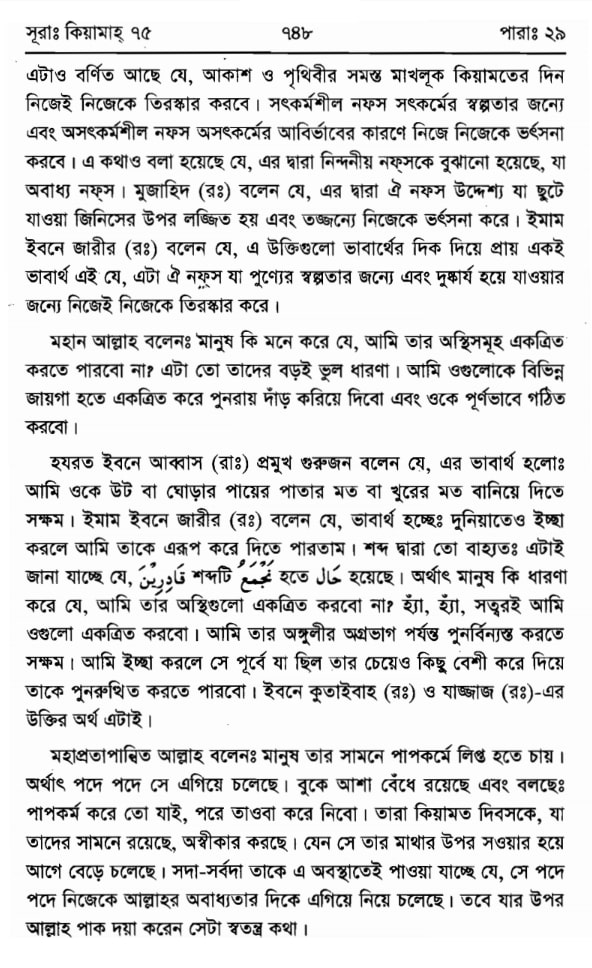 সূরাঃ কিয়ামাহ্ ৭৫ ৭৪৮ পারাঃ ২৯
এটাও বর্ণিত আছে যে, আকাশ ও পৃথিবীর সমস্ত মাখলূক কিয়ামতের দিন
নিজেই নিজেকে তিরস্কার করবে। সৎকর্মশীল নফস সৎকর্মের স্বল্পতার জন্যে
এবং অসৎকর্মশীল নফস অসৎকর্মের আবির্ভাবের কারণে নিজে নিজেকে ভর্ৎসনা
করবে। এ কথাও বলা হয়েছে যে, এর দ্বারা নিন্দনীয় নফ্সকে বুঝানো হয়েছে, যা
অবাধ্য নফ্স। মুজাহিদ (রঃ) বলেন যে, এর দ্বারা ঐ নফস উদ্দেশ্য যা ছুটে
যাওয়া জিনিসের উপর লজ্জিত হয় এবং তজ্জন্যে নিজেকে ভর্ৎসনা করে। ইমাম
ইবনে জারীর (রঃ) বলেন যে, এ উক্তিগুলো ভাবার্থের দিক দিয়ে প্রায় একই
ভাবার্থ এই যে, এটা ঐ নফ্স যা পুণ্যের স্বল্পতার জন্যে এবং দুষ্কার্য হয়ে যাওয়ার
জন্যে নিজেই নিজেকে তিরস্কার করে।
মহান আল্লাহ বলেনঃ মানুষ কি মনে করে যে, আমি তার অস্থিসমূহ একত্রিত
করতে পারবো না? এটা তো তাদের বড়ই ভুল ধারণা। আমি ওগুলোকে বিভিন্ন
জায়গা হতে একত্রিত করে পুনরায় দাঁড় করিয়ে দিবো এবং ওকে পূর্ণভাবে গঠিত
করবো।
হযরত ইবনে আব্বাস (রাঃ) প্রমুখ গুরুজন বলেন যে, এর ভাবার্থ হলোঃ
আমি ওকে উট বা ঘোড়ার পায়ের পাতার মত বা খুরের মত বানিয়ে দিতে
সক্ষম। ইমাম ইবনে জারীর (রঃ) বলেন যে, ভাবার্থ হচ্ছেঃ দুনিয়াতেও ইচ্ছা
করলে আমি তাকে এরূপ করে দিতে পারতাম। শব্দ দ্বারা তো বাহ্যতঃ এটাই
জানা যাচ্ছে যে, قَادِرِيْنَ শব্দটি نَجْمَعُ হতে حَال হয়েছে। অর্থাৎ মানুষ কি ধারণা
করে যে, আমি তার অস্থিগুলো একত্রিত করবো না? হ্যাঁ, হ্যাঁ, সত্বরই আমি
ওগুলো একত্রিত করবো। আমি তার অঙ্গুলীর অগ্রভাগ পর্যন্ত পুনর্বিন্যস্ত করতে
সক্ষম। আমি ইচ্ছা করলে সে পূর্বে যা ছিল তার চেয়েও কিছু বেশী করে দিয়ে
তাকে পুনরুথিত করতে পারবো। ইবনে কুতাইবাহ (রঃ) ও যাজ্জাজ (রঃ)-এর
উক্তির অর্থ এটাই।
মহাপ্রতাপান্বিত আল্লাহ বলেনঃ মানুষ তার সামনে পাপকর্মে লিপ্ত হতে চায়।
অর্থাৎ পদে পদে সে এগিয়ে চলেছে। বুকে আশা বেঁধে রয়েছে এবং বলছেঃ
পাপকর্ম করে তো যাই, পরে তাওবা করে নিবো। তারা কিয়ামত দিবসকে, যা
তাদের সামনে রয়েছে, অস্বীকার করছে। যেন সে তার মাথার উপর সওয়ার হয়ে
আগে বেড়ে চলেছে। সদা-সর্বদা তাকে এ অবস্থাতেই পাওয়া যাচ্ছে যে, সে পদে
পদে নিজেকে আল্লাহর অবাধ্যতার দিকে এগিয়ে নিয়ে চলেছে। তবে যার উপর
আল্লাহ পাক দয়া করেন সেটা স্বতন্ত্র কথা।